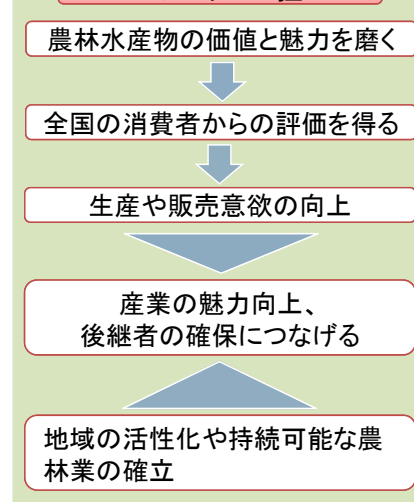 農林水産物の価値と魅力を磨く
全国の消費者からの評価を得る
生産や販売意欲の向上
産業の魅力向上、
後継者の確保につなげる
地域の活性化や持続可能な農
林業の確立